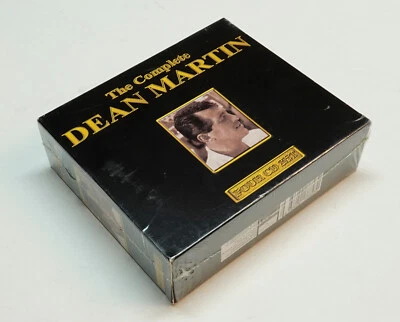 The Complete
DEAN MARTIN
FOUR CD SET